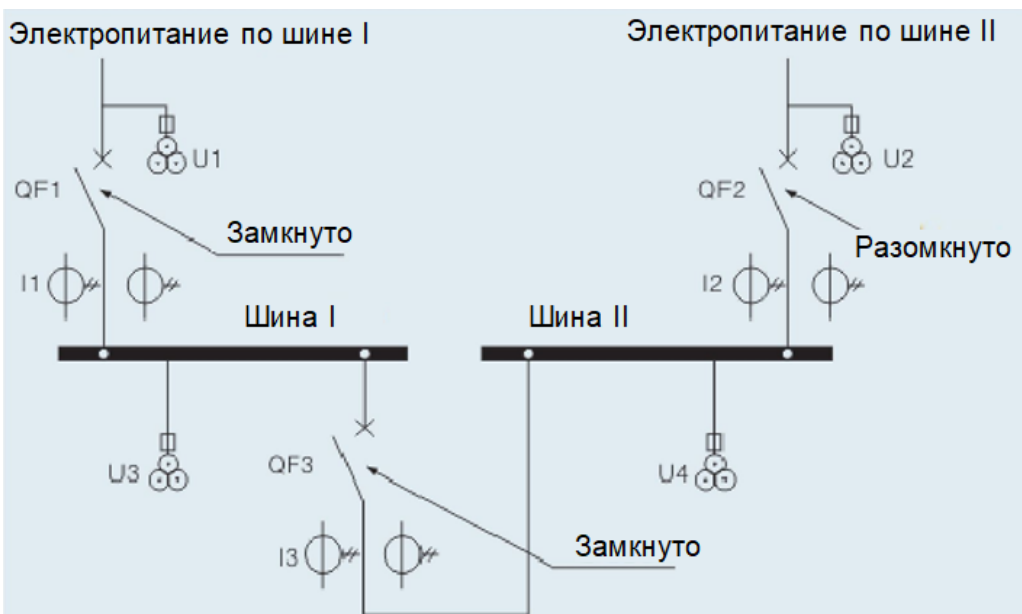 Электропитание по шине I
Электропитание по шине II
U1
U2
QF1
QF2
Замкнуто
Разомкнуто
I1
I2
Шина I
Шина II
U3
QF3
U4
I3
Замкнуто